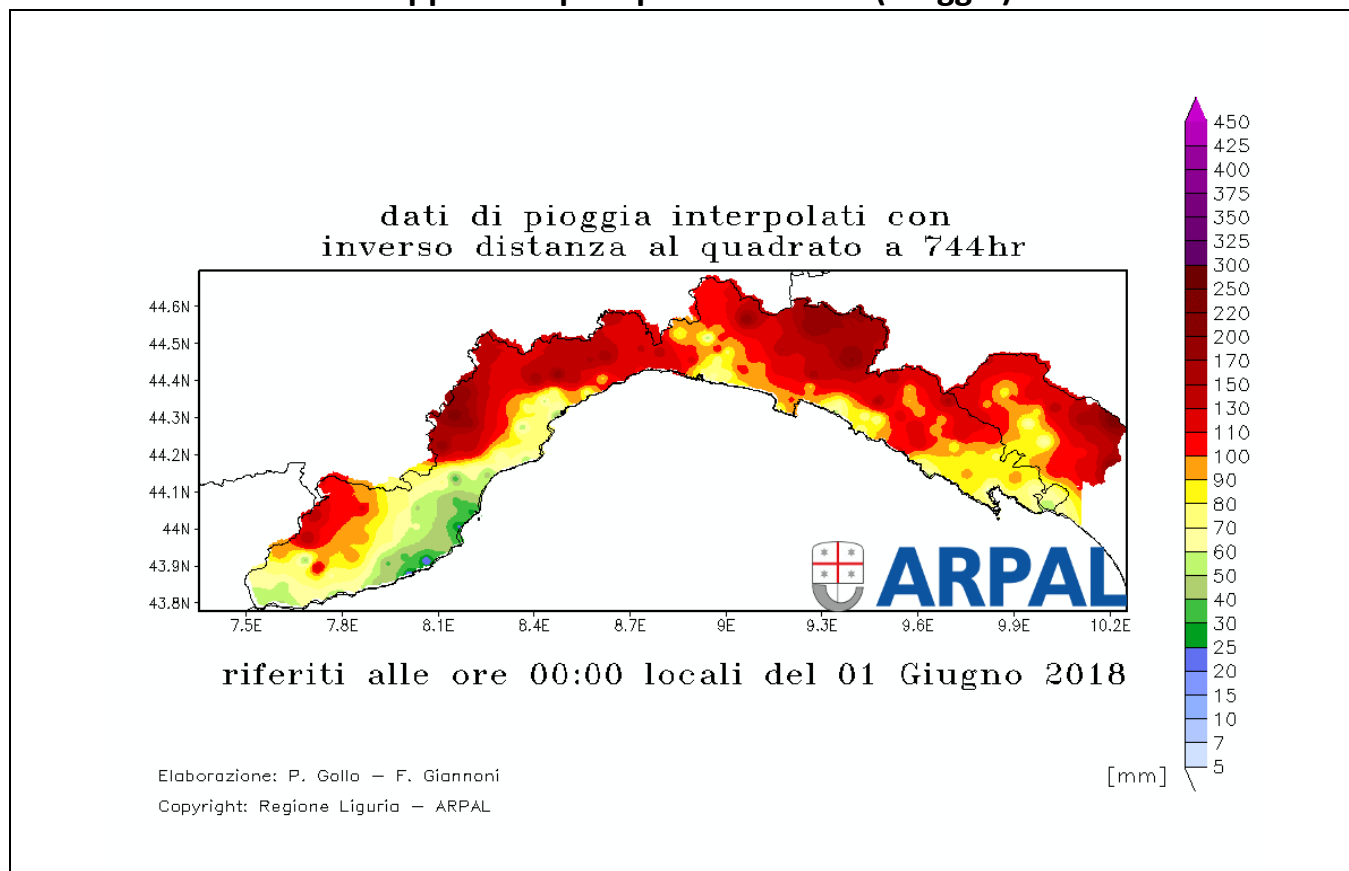 dati di pioggia interpolati con
inverso distanza al quadrato a 744hr
44.6N
44.5N
44.4N
44.3N
44.2N
44.1N
44N
43.9N
43.8N
7.5E 7.8E 8.1E 8.4E 8.7E 9E 9.3E 9.6E 9.9E 10.2E
ARPAL
riferiti alle ore 00:00 locali del 01 Giugno 2018
450
425
400
375
350
325
300
250
220
200
170
150
130
110
100
90
80
70
60
50
40
30
25
20
15
10
7
5
[mm]
Elaborazione: P. Gollo – F. Giannoni
Copyright: Regione Liguria – ARPAL